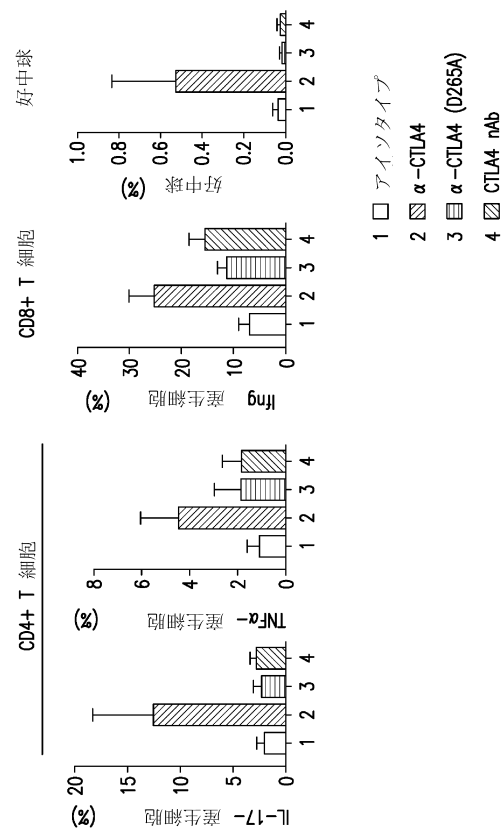 CD4+ T 細胞
CD8+ T 細胞
好中球
IL-17- 産生細胞 (%)
20
15
10
5
0
1 2 3 4
TNFα- 産生細胞 (%)
8
6
4
2
0
1 2 3 4
Ifng 産生細胞 (%)
40
30
20
10
0
1 2 3 4
好中球 (%)
1.0
0.8
0.6
0.4
0.2
0.0
1 2 3 4
1 アイソタイプ
2 α-CTLA4
3 α-CTLA4 (D265A)
4 CTLA4 nAb